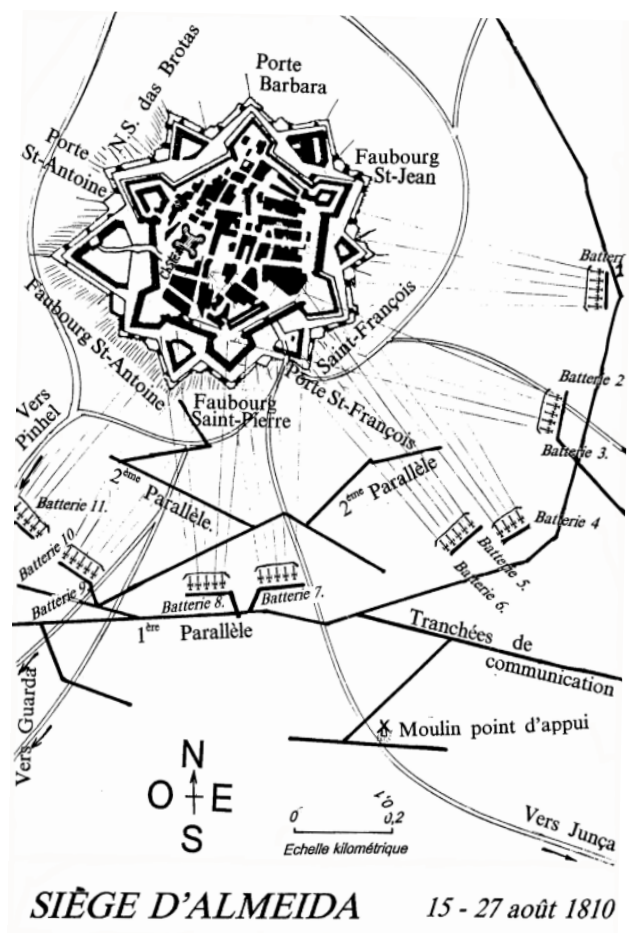 Porte
Barbara
N.S. das Brotas
Porte
St-Antoine
Faubourg
St-Jean
Faubourg St-Antoine
Saint-François
Faubourg
Saint-Pierre
Porte St-François
Batterie 2
Batterie 3.
Batterie 4
Batterie 5.
Batterie 6.
Batterie 7.
Batterie 8.
Batterie 9
Batterie 10.
Batterie 11.
Vers
Pinhel
2ème Parallèle.
2ème Parallèle
1ère Parallèle
Tranchées de
communication
Vers Guarda
Moulin point d'appui
N
O E
S
0 0,1 0,2
Echelle kilométrique
Vers Junça
SIÈGE D'ALMEIDA 15 - 27 août 1810